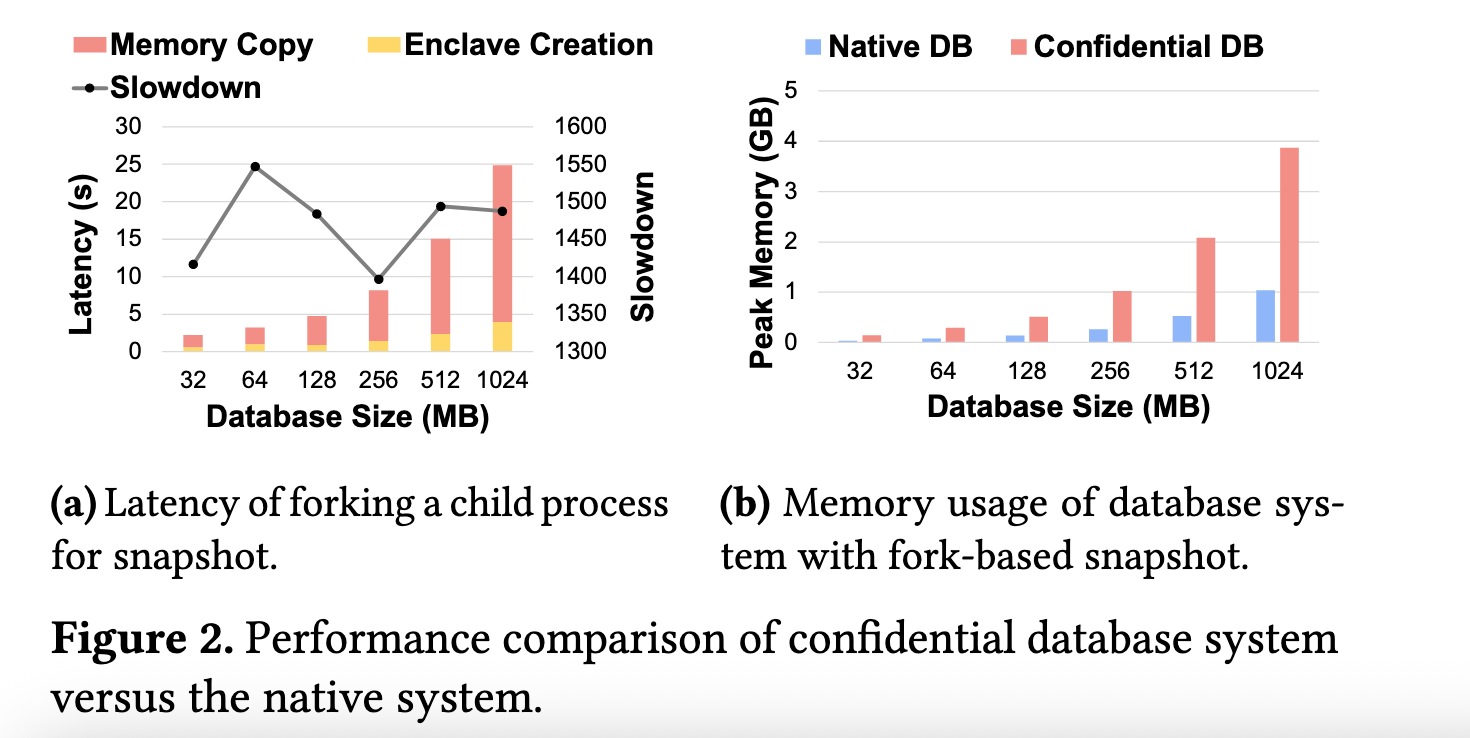 Memory Copy Enclave Creation
Slowdown
30
25
20
15
10
5
0
Latency (s)
1600
1550
1500
1450
1400
1350
1300
Slowdown
32 64 128 256 512 1024
Database Size (MB)
Native DB Confidential DB
5
4
3
2
1
0
Peak Memory (GB)
32 64 128 256 512 1024
Database Size (MB)
(a) Latency of forking a child process
for snapshot.
(b) Memory usage of database sys-
tem with fork-based snapshot.
Figure 2. Performance comparison of confidential database system
versus the native system.